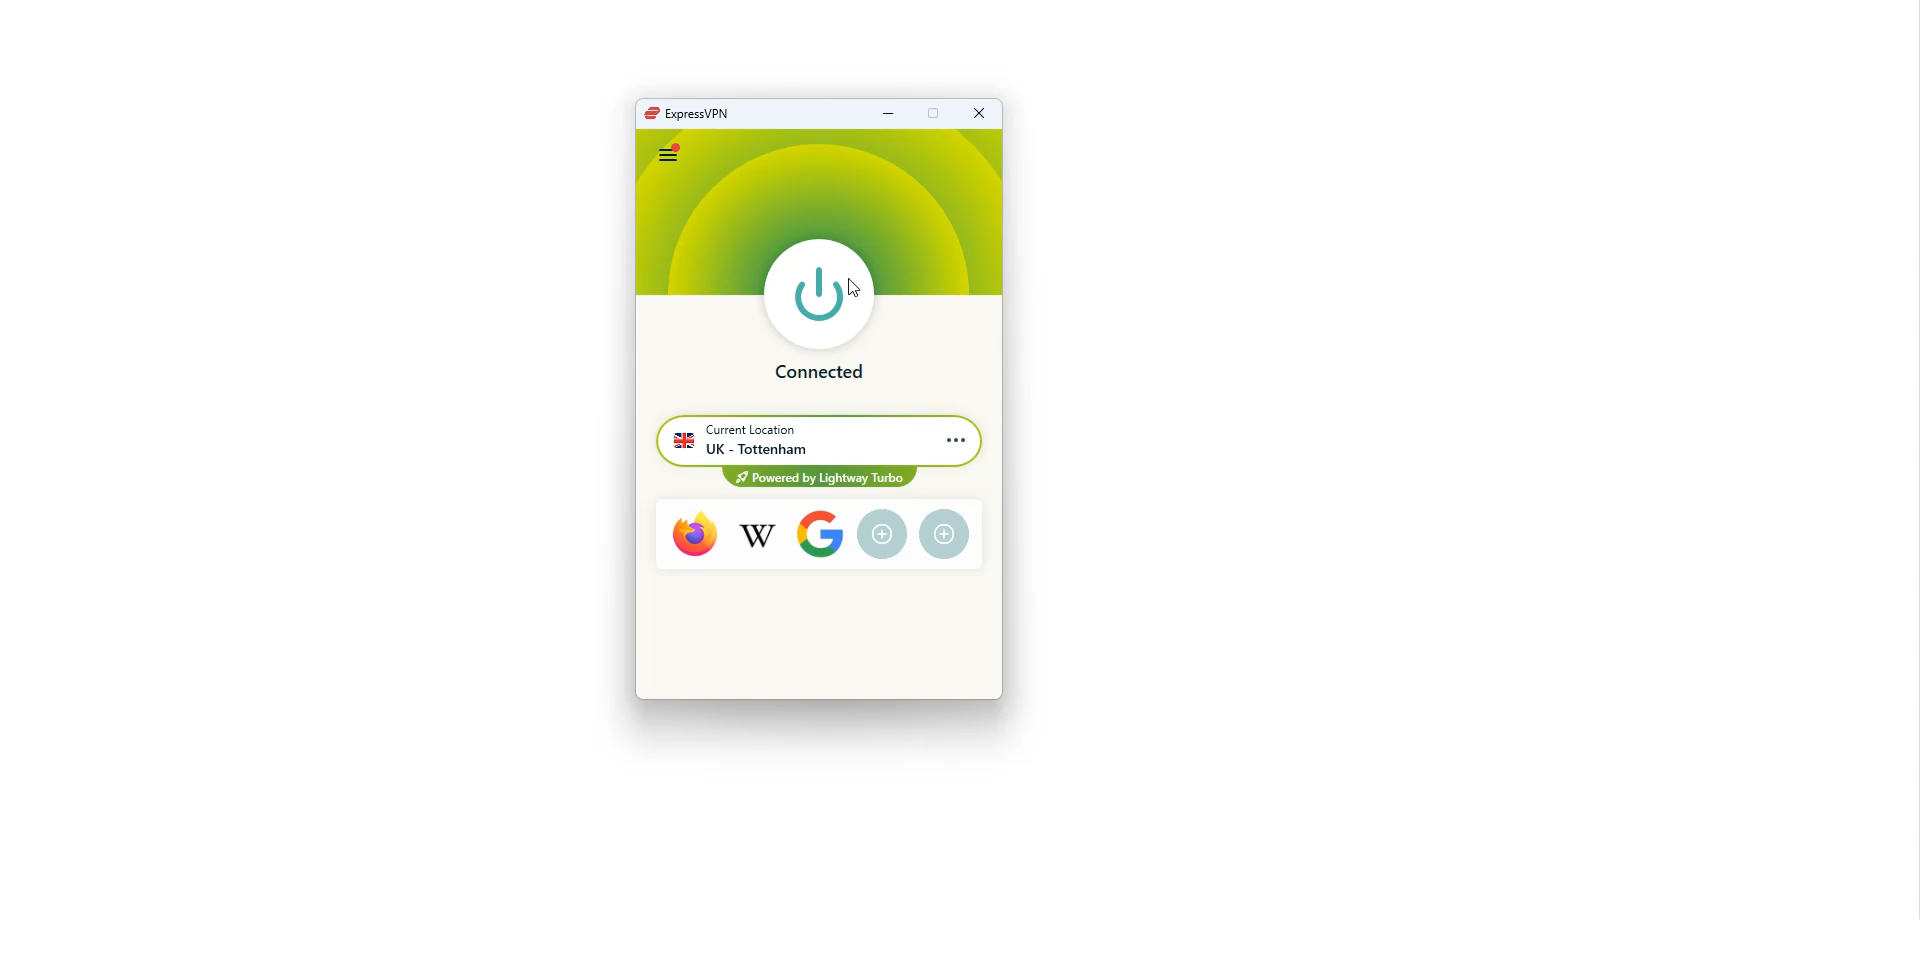 ExpressVPN
Connected
Current Location
UK - Tottenham
Powered by Lightway Turbo
W
G